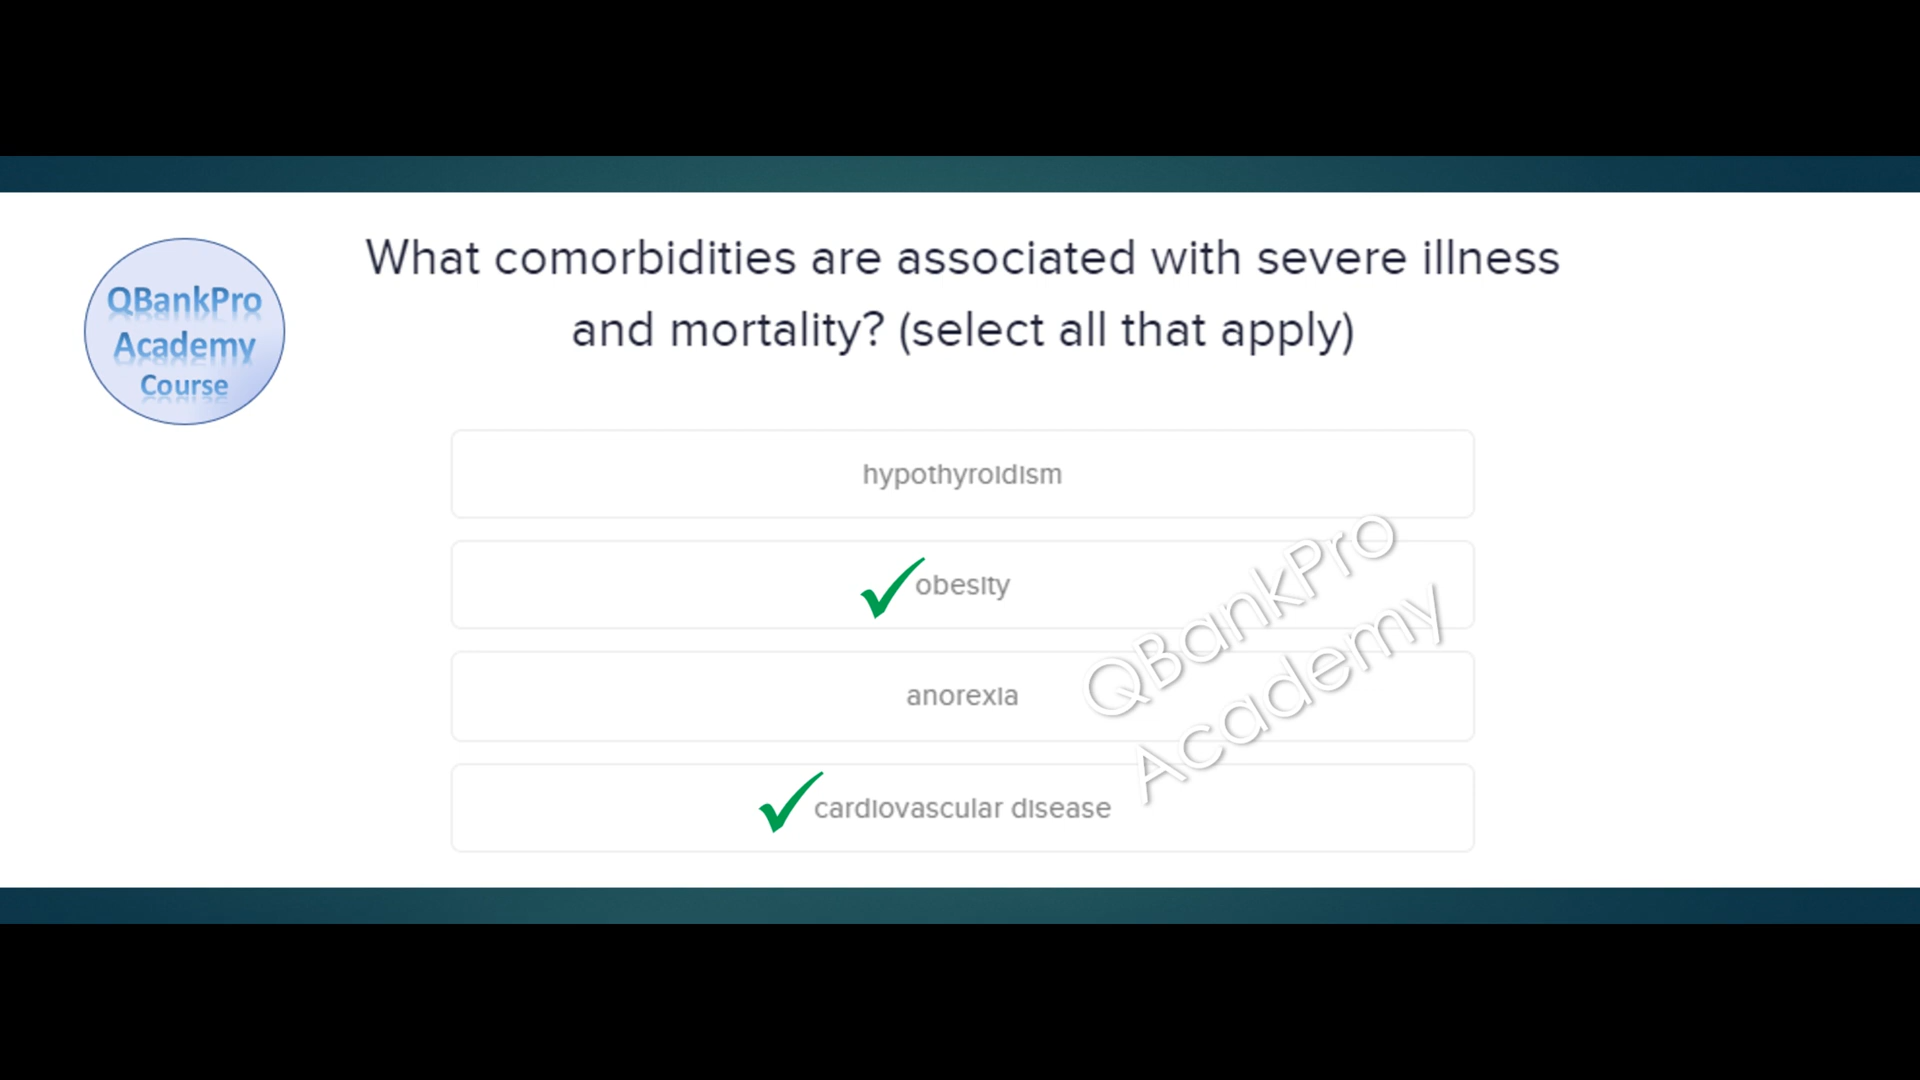 QBankPro
Academy
Course
What comorbidities are associated with severe illness
and mortality? (select all that apply)
hypothyroidism
obesity
anorexia
cardiovascular disease
QBankPro
Academy